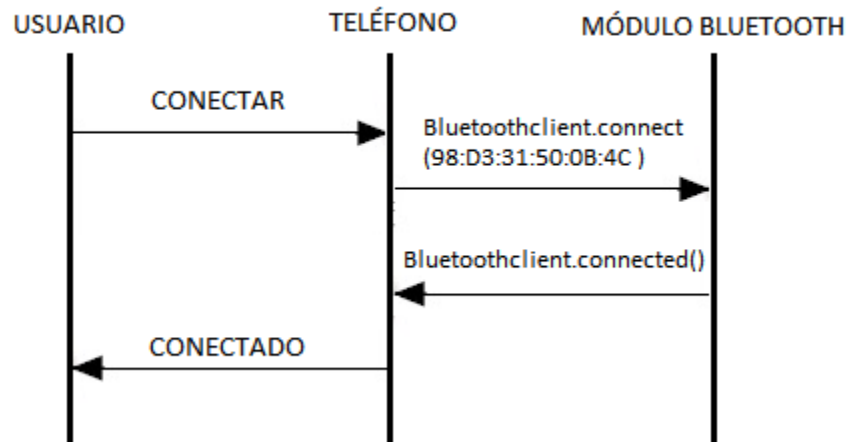 USUARIO
TELÉFONO
MÓDULO BLUETOOTH
CONECTAR
Bluetoothclient.connect
(98:D3:31:50:0B:4C )
Bluetoothclient.connected()
CONECTADO